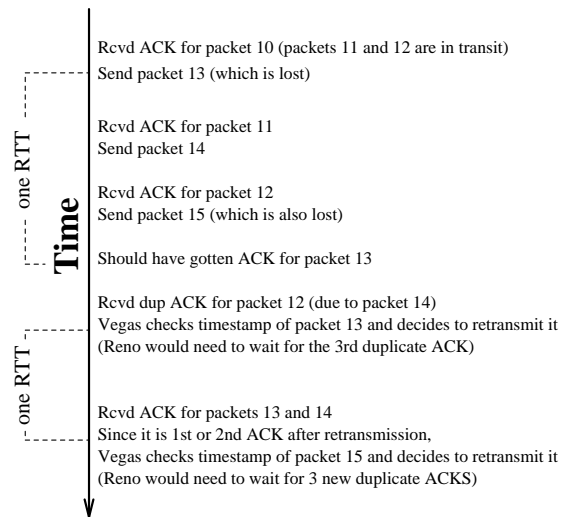 Rcvd ACK for packet 10 (packets 11 and 12 are in transit)
Send packet 13 (which is lost)
Rcvd ACK for packet 11
Send packet 14
Rcvd ACK for packet 12
Send packet 15 (which is also lost)
Should have gotten ACK for packet 13
Rcvd dup ACK for packet 12 (due to packet 14)
Vegas checks timestamp of packet 13 and decides to retransmit it
(Reno would need to wait for the 3rd duplicate ACK)
Rcvd ACK for packets 13 and 14
Since it is 1st or 2nd ACK after retransmission,
Vegas checks timestamp of packet 15 and decides to retransmit it
(Reno would need to wait for 3 new duplicate ACKS)
one RTT
Time
one RTT